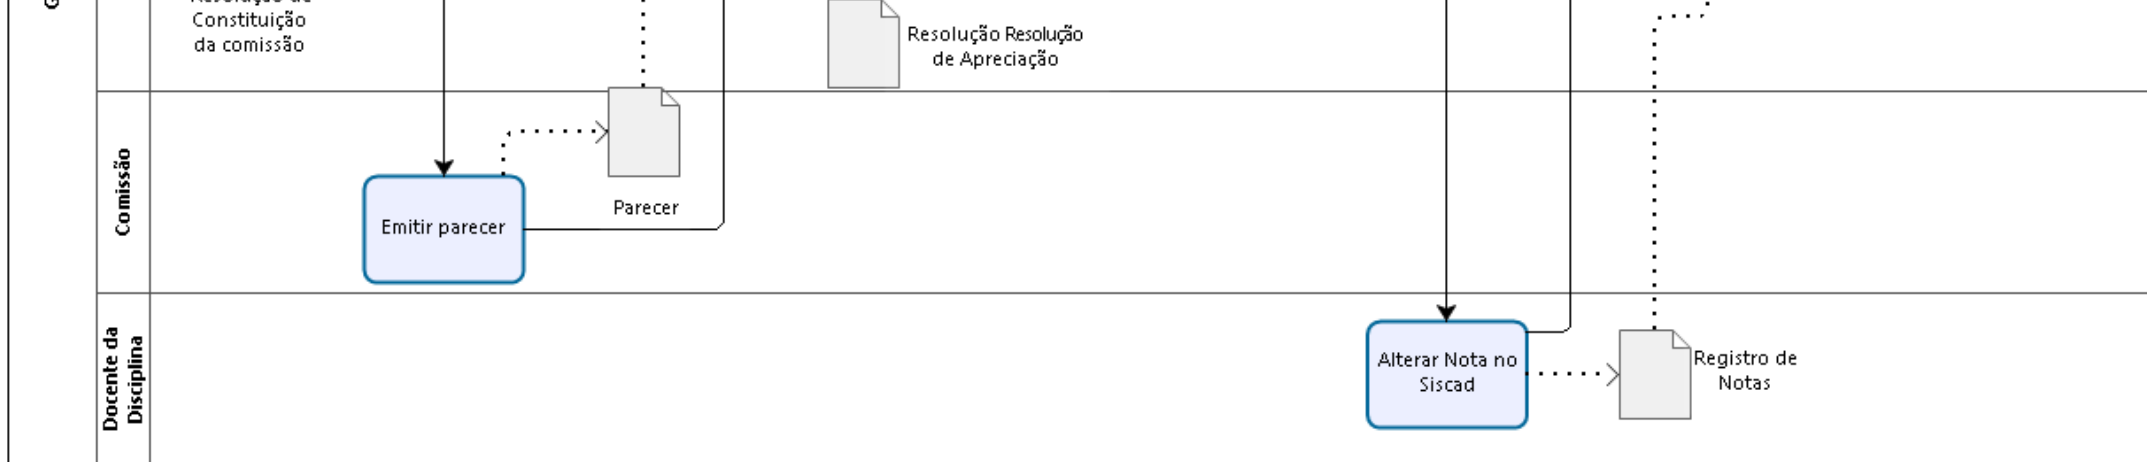 Constituição
da comissão
Resolução Resolução
de Apreciação
Comissão
Emitir parecer
Parecer
Docente da
Disciplina
Alterar Nota no
Siscad
Registro de
Notas